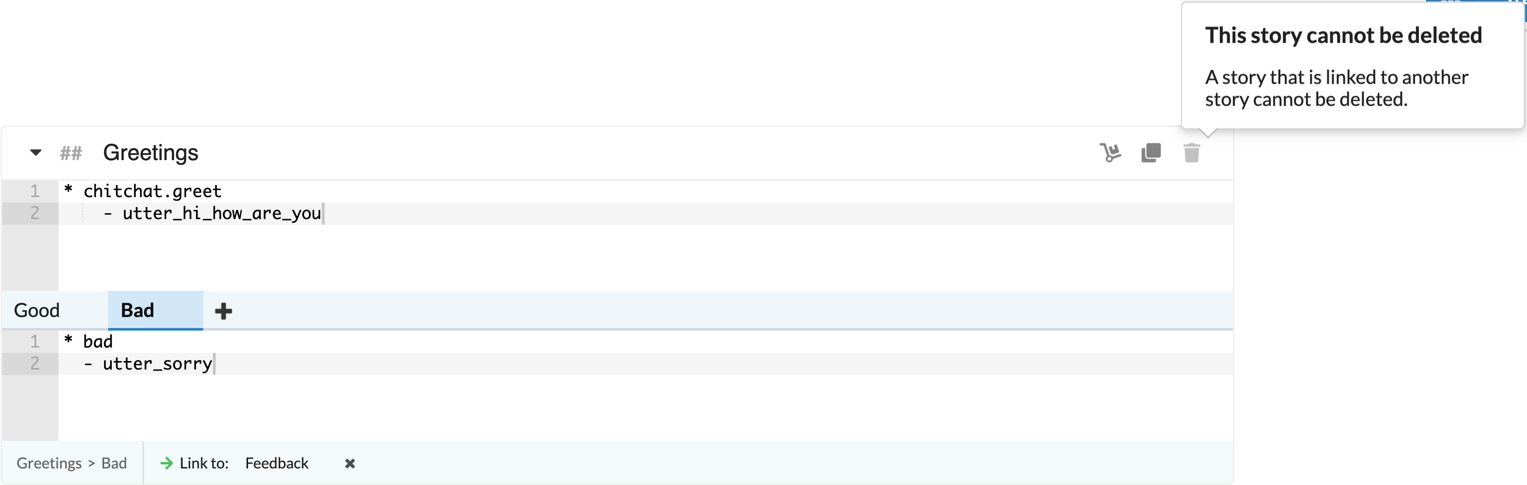 This story cannot be deleted
A story that is linked to another
story cannot be deleted.
## Greetings
1 * chitchat.greet
2 - utter_hi_how_are_you
Good Bad
1 * bad
2 - utter_sorry
Greetings > Bad → Link to: Feedback ✖